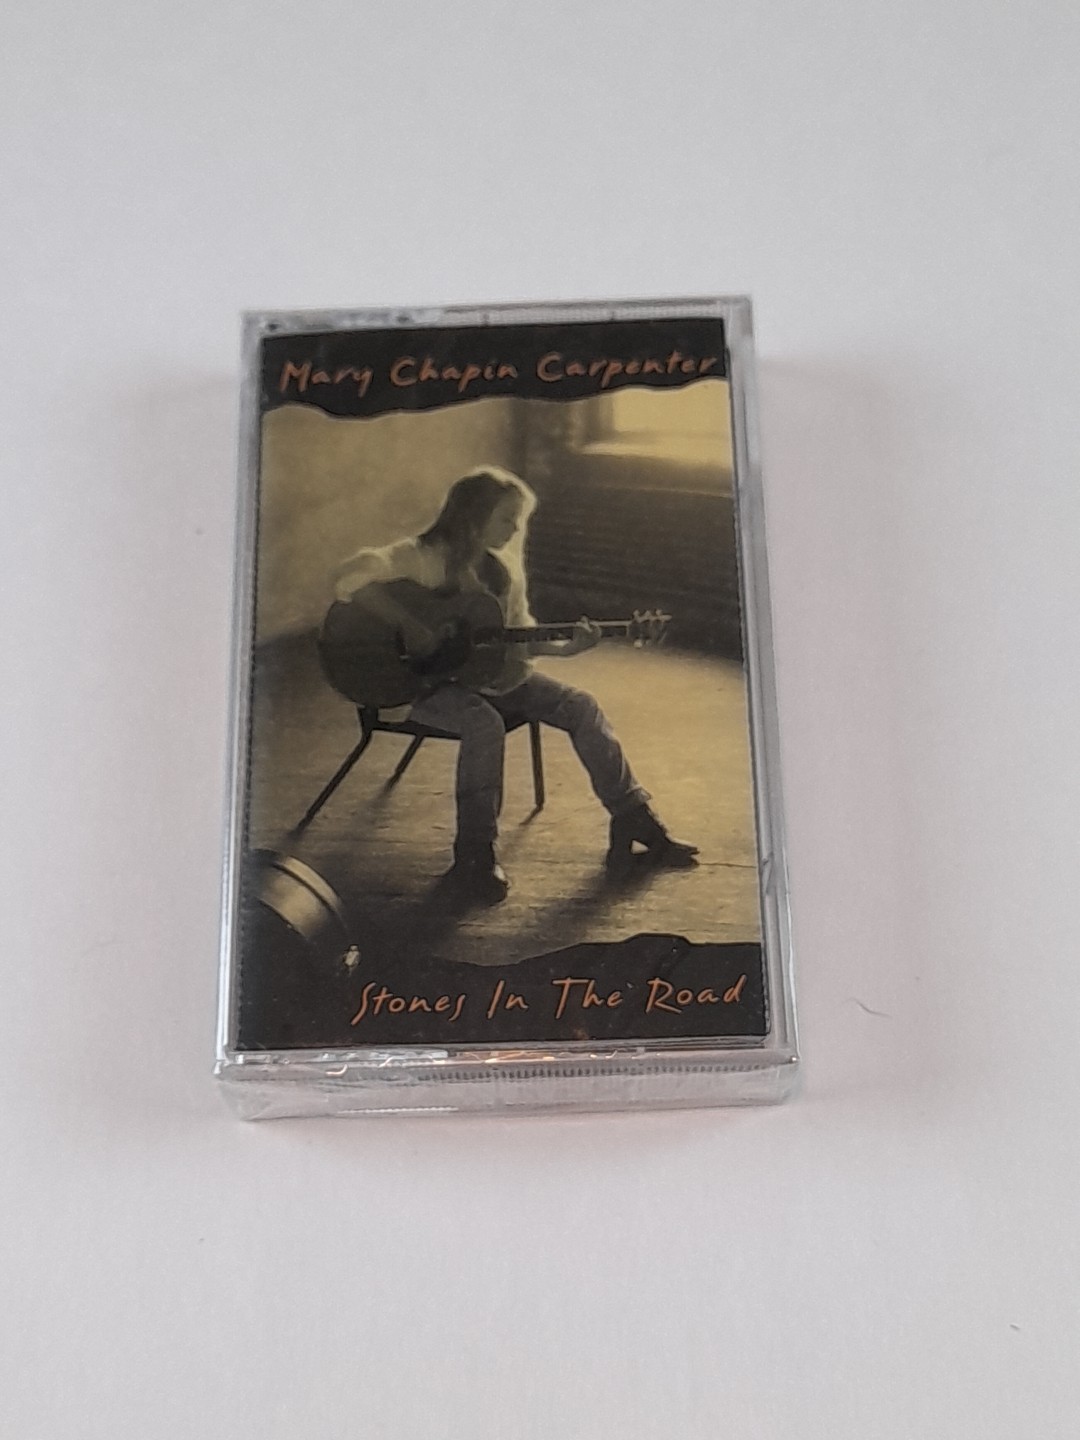 Mary Chapin Carpenter
Stones In The Road